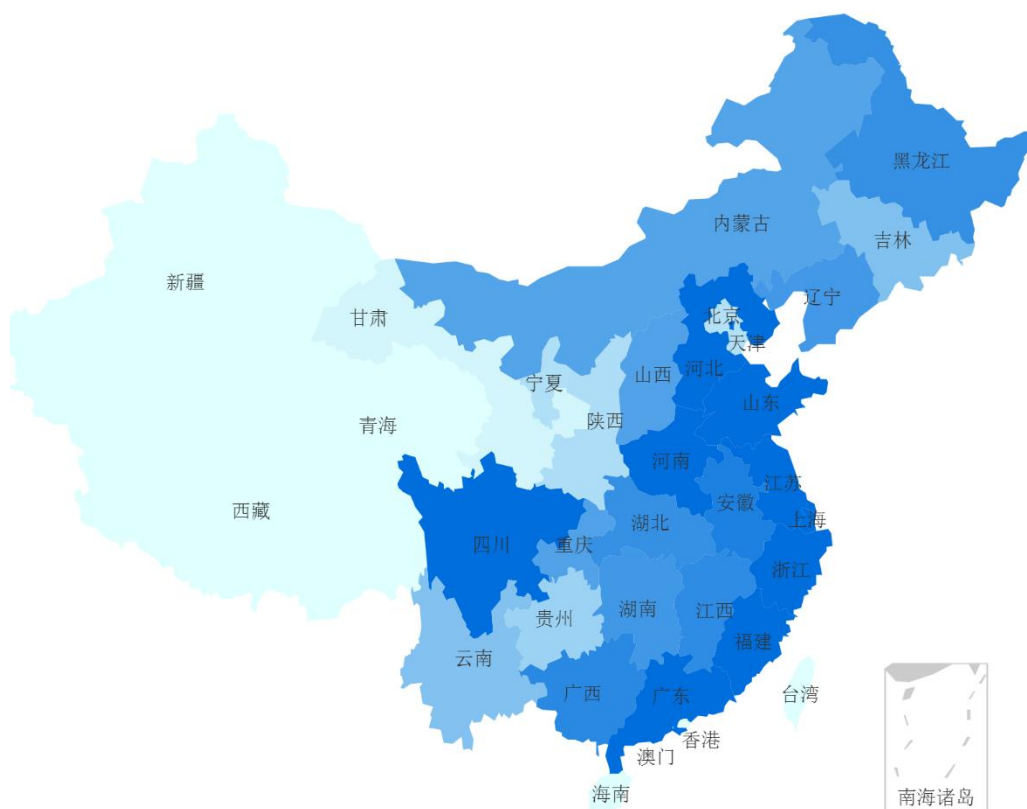 黑龙江
内蒙古
吉林
新疆
辽宁
甘肃
北京
天津
河北
山西
宁夏
山东
青海
陕西
河南
江苏
安徽
西藏
上海
湖北
四川
重庆
浙江
贵州
湖南
江西
福建
云南
广西
广东
台湾
香港
澳门
海南
南海诸岛